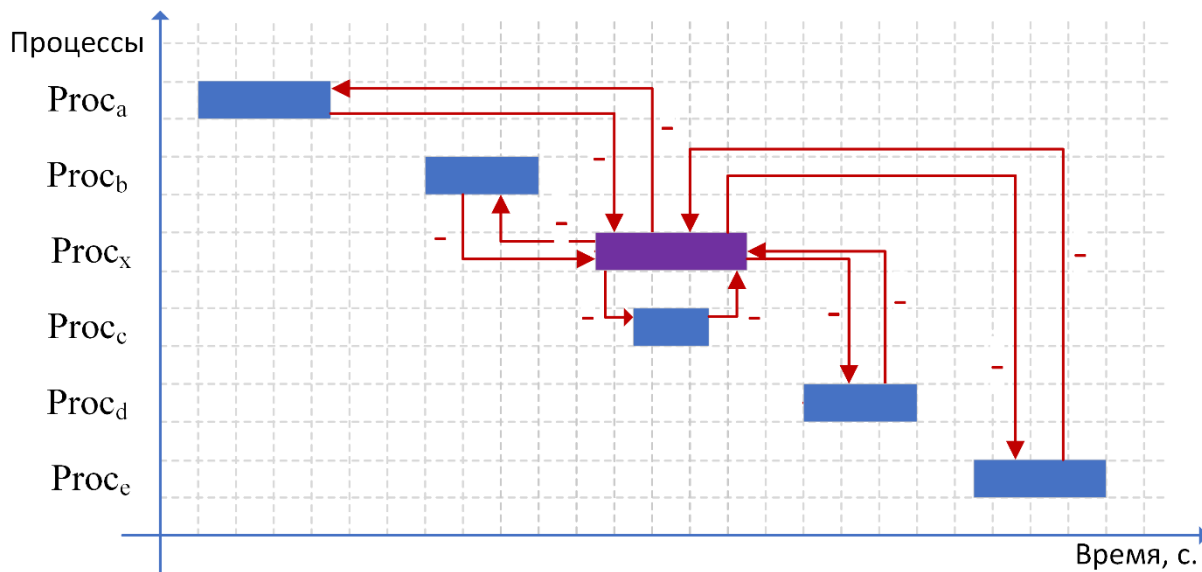 Процессы
Proca
Procb
Procx
Procc
Procd
Proce
Время, с.